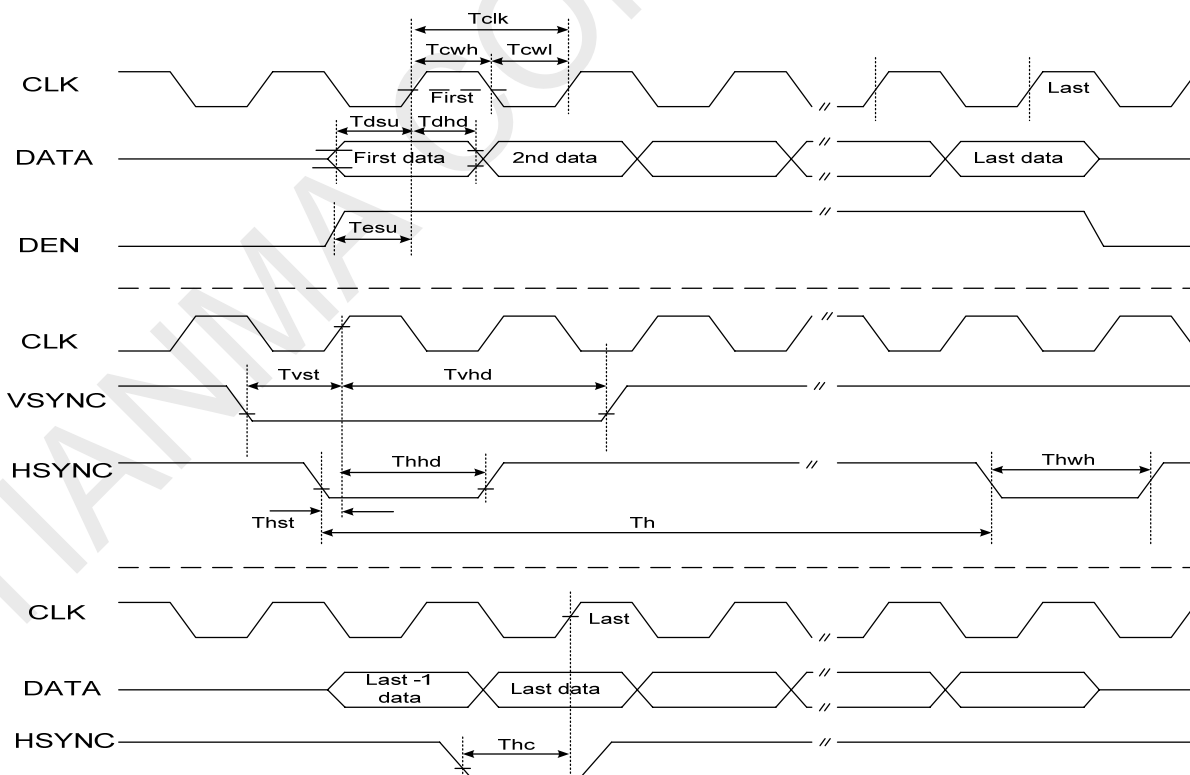 Tclk
Tcwh Tcwl
CLK
First
Last
Tdsu Tdhd
DATA
First data
2nd data
Last data
//
DEN
Tesu
//
CLK
//
Tvst
Tvhd
VSYNC
//
HSYNC
Thhd
Thwh
//
Thst
Th
CLK
Last
//
DATA
Last -1
data
Last data
//
HSYNC
Thc
//